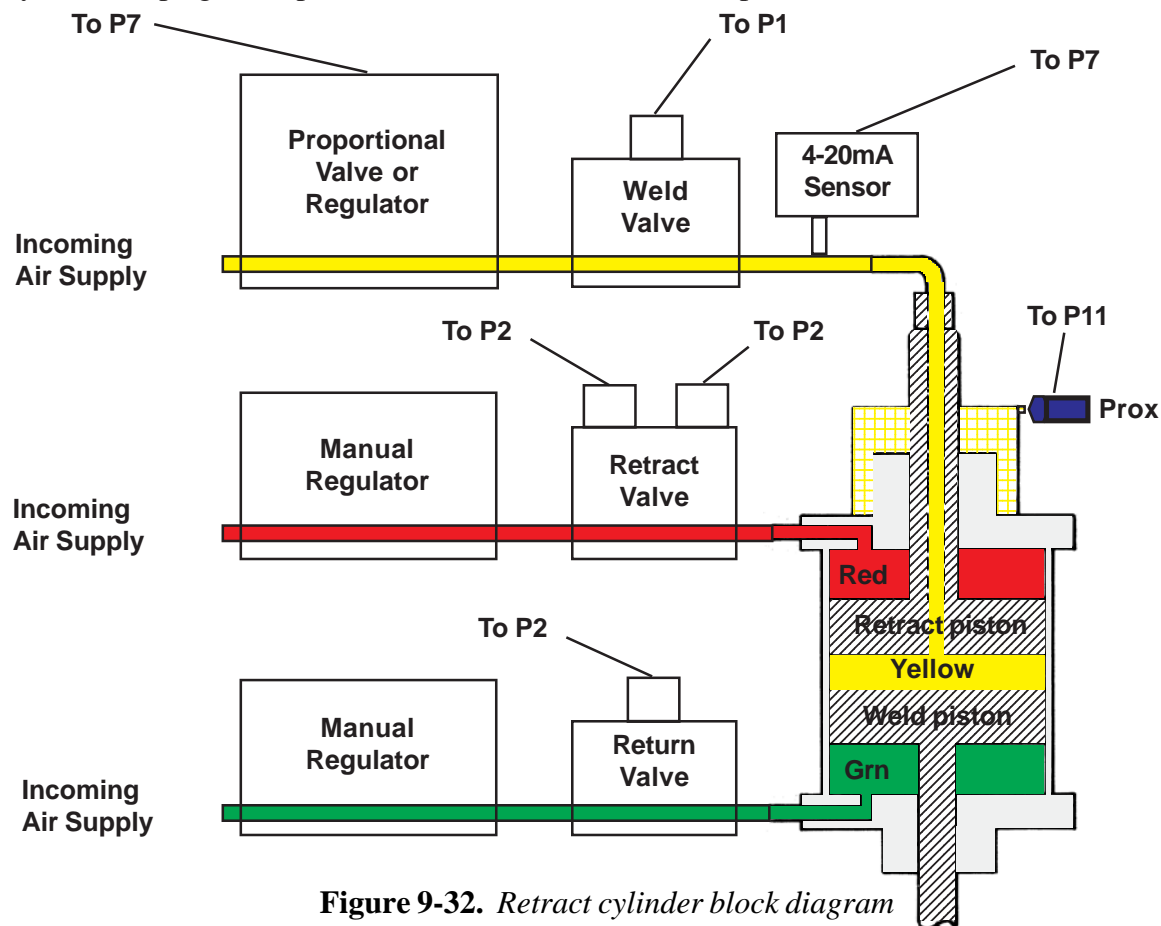 To P7
To P1
To P7
Proportional
Valve or
Regulator
Weld
Valve
4-20mA
Sensor
Incoming
Air Supply
To P2
To P2
To P11
Prox
Manual
Regulator
Retract
Valve
Incoming
Air Supply
Red
Retract piston
Yellow
Weld piston
To P2
Manual
Regulator
Return
Valve
Grn
Incoming
Air Supply
Figure 9-32. Retract cylinder block diagram